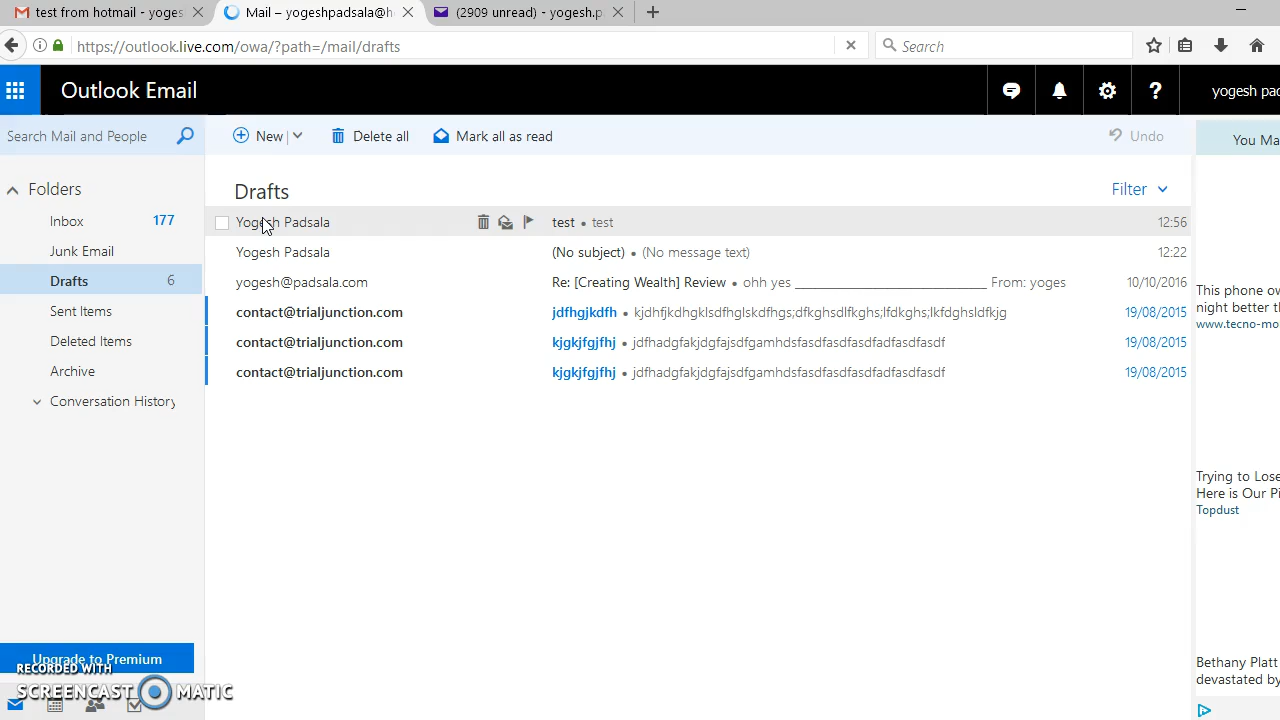 test from hotmail - yoges
Mail – yogeshpadsala@h
(2909 unread) - yogesh.p
https://outlook.live.com/owa/?path=/mail/drafts
Search
Outlook Email
yogesh pad
Search Mail and People
New
Delete all
Mark all as read
Undo
You Ma
Folders
Inbox 177
Junk Email
Drafts 6
Sent Items
Deleted Items
Archive
Conversation History
Upgrade to Premium
Drafts
Filter
Yogesh Padsala test • test 12:56
Yogesh Padsala (No subject) • (No message text) 12:22
yogesh@padsala.com Re: [Creating Wealth] Review • ohh yes ________________________________ From: yoges 10/10/2016
contact@trialjunction.com jdfhgjkdfh • kjdhfjkdhgklsdfhglskdfhgs;dfkghsdlfkghs;lfdkghs;lkfdghsldfkjg 19/08/2015
contact@trialjunction.com kjgkjfgjfhj • jdfhadgfakjdgfajsdfgamhdsfasdfasdfasdfadfasdfasdf 19/08/2015
contact@trialjunction.com kjgkjfgjfhj • jdfhadgfakjdgfajsdfgamhdsfasdfasdfasdfadfasdfasdf 19/08/2015
This phone ow
night better th
www.tecno-mo
Trying to Lose
Here is Our Pi
Topdust
Bethany Platt
devastated by
RECORDED WITH
SCREENCAST MATIC